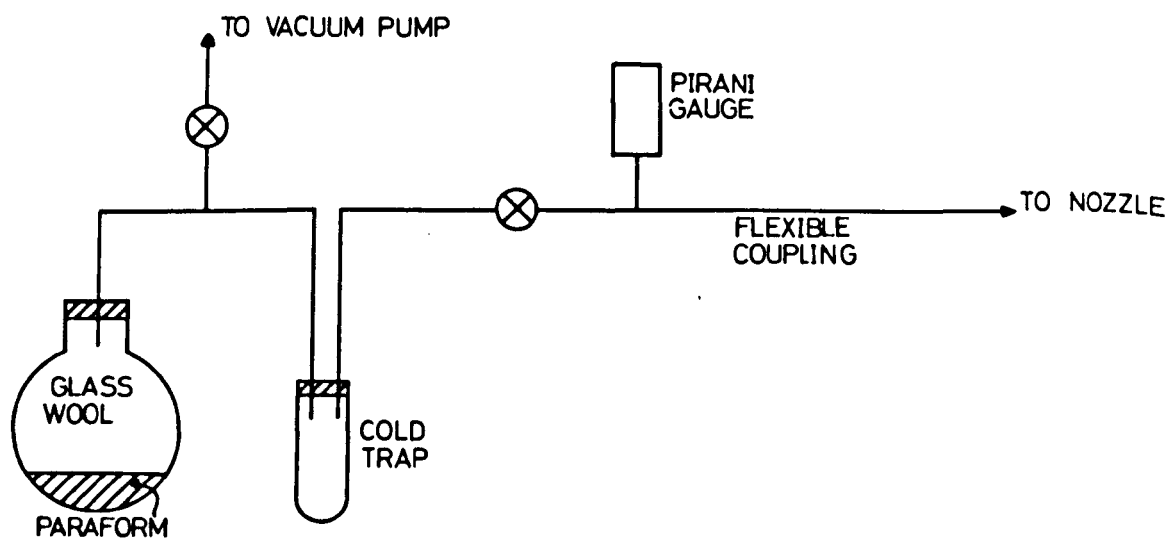 TO VACUUM PUMP
PIRANI
GAUGE
TO NOZZLE
FLEXIBLE
COUPLING
GLASS
WOOL
COLD
TRAP
PARAFORM